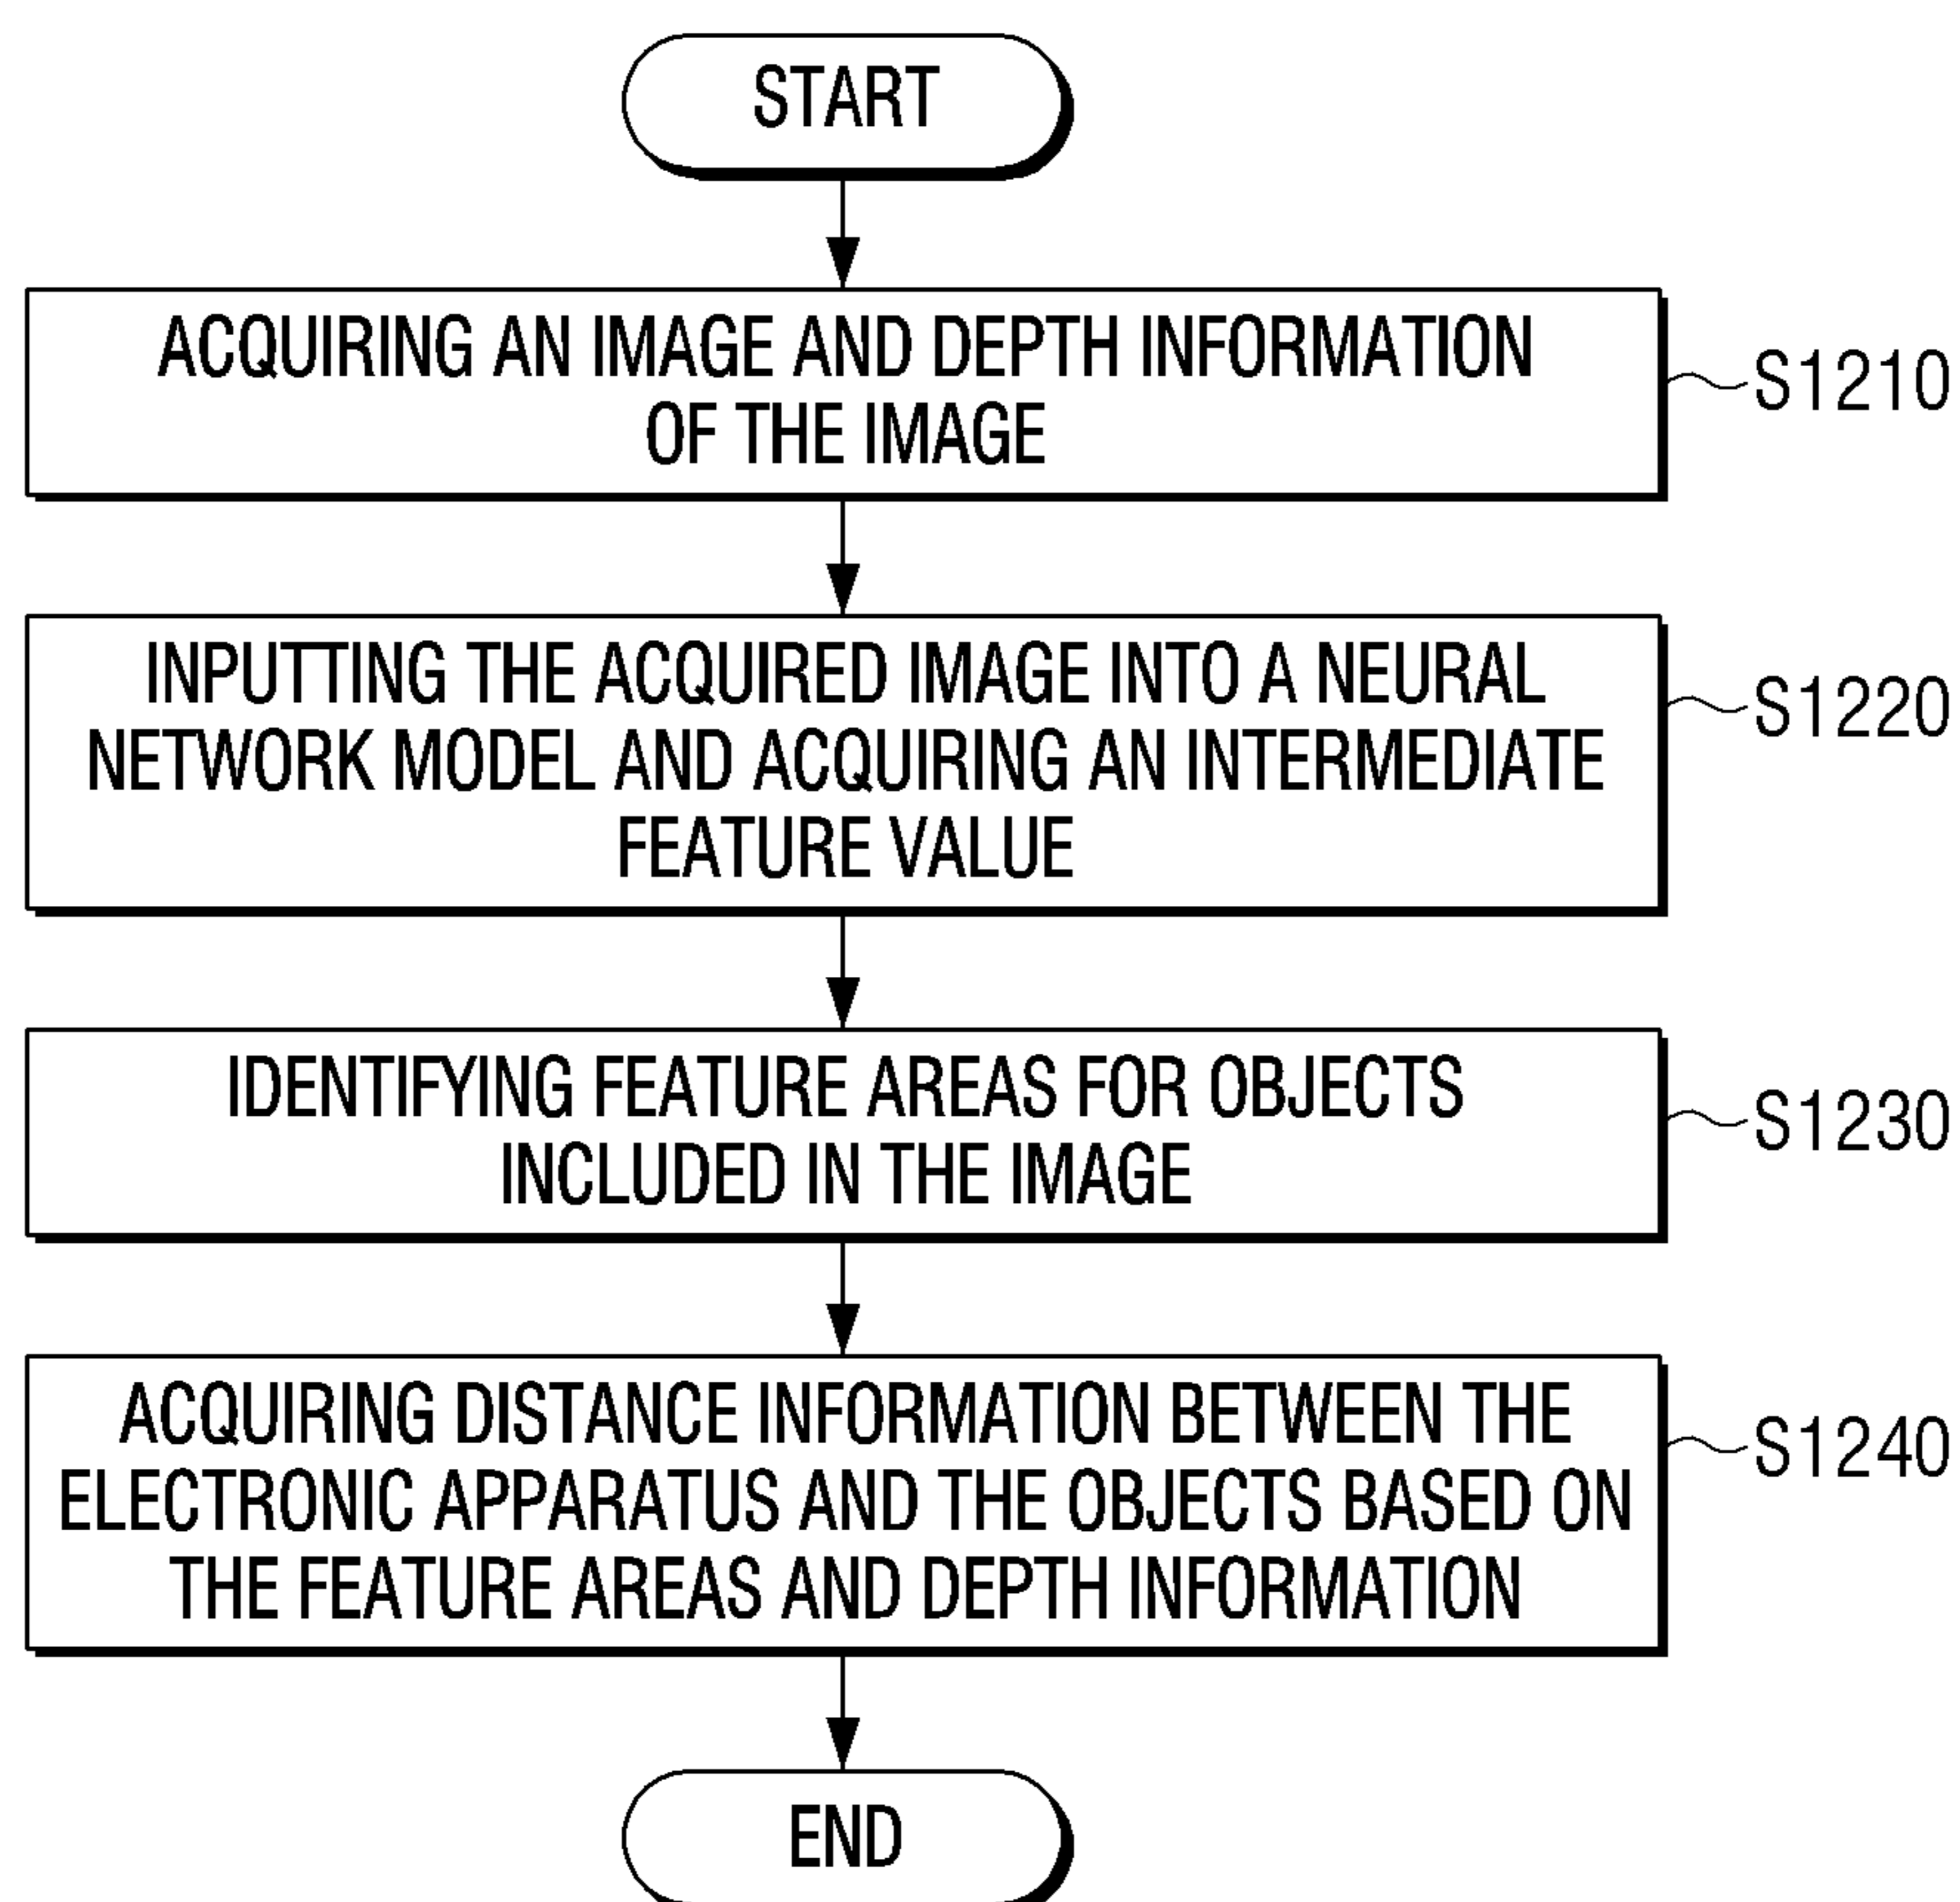 START
ACQUIRING AN IMAGE AND DEPTH INFORMATION
OF THE IMAGE
S1210
INPUTTING THE ACQUIRED IMAGE INTO A NEURAL
NETWORK MODEL AND ACQUIRING AN INTERMEDIATE
FEATURE VALUE
S1220
IDENTIFYING FEATURE AREAS FOR OBJECTS
INCLUDED IN THE IMAGE
S1230
ACQUIRING DISTANCE INFORMATION BETWEEN THE
ELECTRONIC APPARATUS AND THE OBJECTS BASED ON
THE FEATURE AREAS AND DEPTH INFORMATION
S1240
END